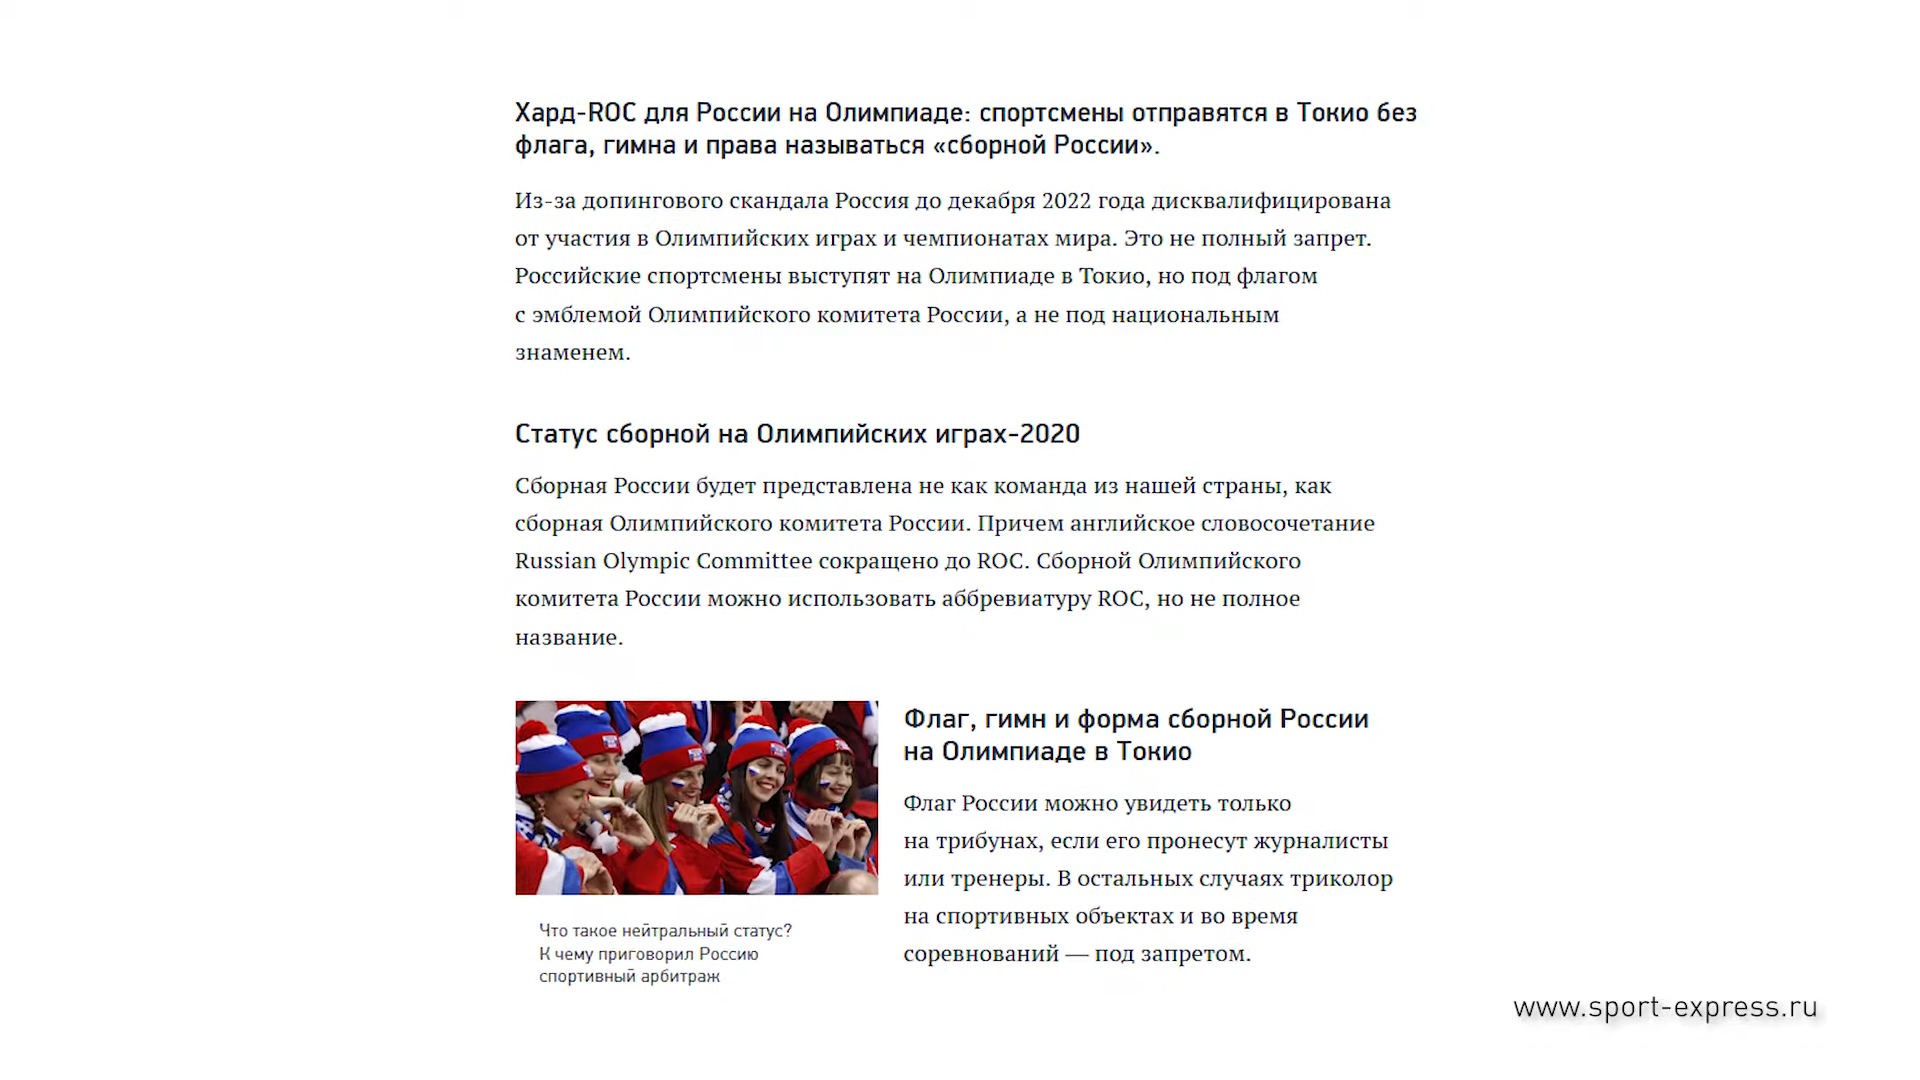 Хард-ROC для России на Олимпиаде: спортсмены отправятся в Токио без
флага, гимна и права называться «сборной России».
Из-за допингового скандала Россия до декабря 2022 года дисквалифицирована
от участия в Олимпийских играх и чемпионатах мира. Это не полный запрет.
Российские спортсмены выступят на Олимпиаде в Токио, но под флагом
с эмблемой Олимпийского комитета России, а не под национальным
знаменем.
Статус сборной на Олимпийских играх-2020
Сборная России будет представлена не как команда из нашей страны, как
сборная Олимпийского комитета России. Причем английское словосочетание
Russian Olympic Committee сокращено до ROC. Сборной Олимпийского
комитета России можно использовать аббревиатуру ROC, но не полное
название.
Флаг, гимн и форма сборной России
на Олимпиаде в Токио
Флаг России можно увидеть только
на трибунах, если его пронесут журналисты
или тренеры. В остальных случаях триколор
на спортивных объектах и во время
соревнований — под запретом.
Что такое нейтральный статус?
К чему приговорил Россию
спортивный арбитраж
www.sport-express.ru